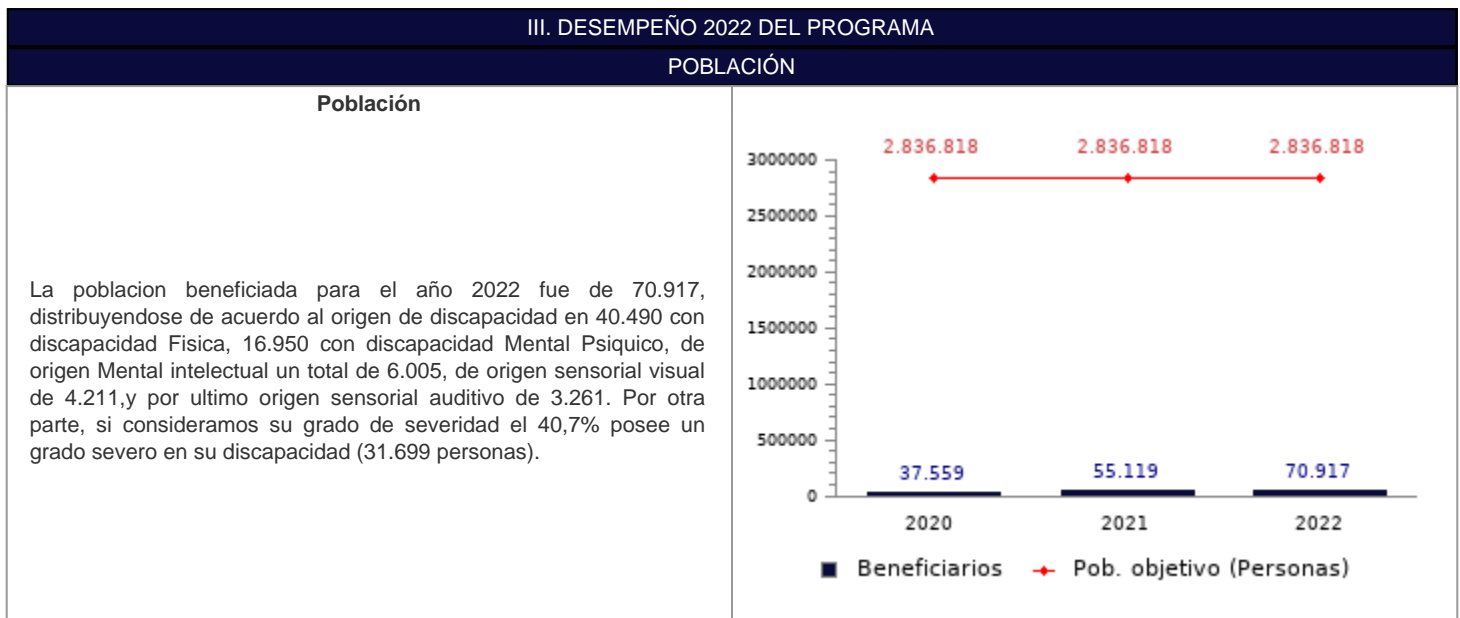 III. DESEMPEÑO 2022 DEL PROGRAMA
POBLACIÓN
Población
La poblacion beneficiada para el año 2022 fue de 70.917,
distribuyendose de acuerdo al origen de discapacidad en 40.490 con
discapacidad Fisica, 16.950 con discapacidad Mental Psiquico, de
origen Mental intelectual un total de 6.005, de origen sensorial visual
de 4.211,y por ultimo origen sensorial auditivo de 3.261. Por otra
parte, si consideramos su grado de severidad el 40,7% posee un
grado severo en su discapacidad (31.699 personas).
2.836.818 2.836.818 2.836.818
3000000
2500000
2000000
1500000
1000000
500000
0
37.559 55.119 70.917
2020 2021 2022
Beneficiarios Pob. objetivo (Personas)